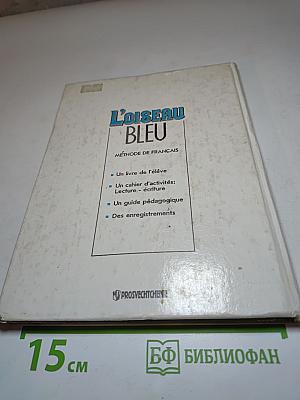 L'OISEAU
BLEU
MÉTHODE DE FRANÇAIS
Un livre de l'élève
Un cahier d'activités:
Lecture - écriture
Un guide pédagogique
Des enregistrements
PROSVECHTCHENIE
15 см
БФ БИБЛИОФАН